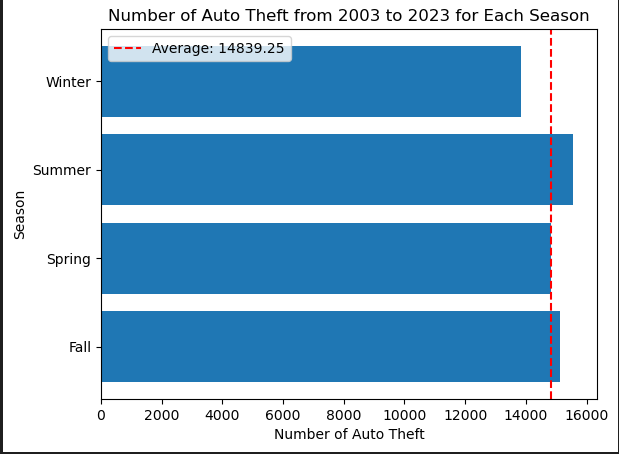 Number of Auto Theft from 2003 to 2023 for Each Season
Average: 14839.25
Winter
Summer
Spring
Fall
Season
0 2000 4000 6000 8000 10000 12000 14000 16000
Number of Auto Theft